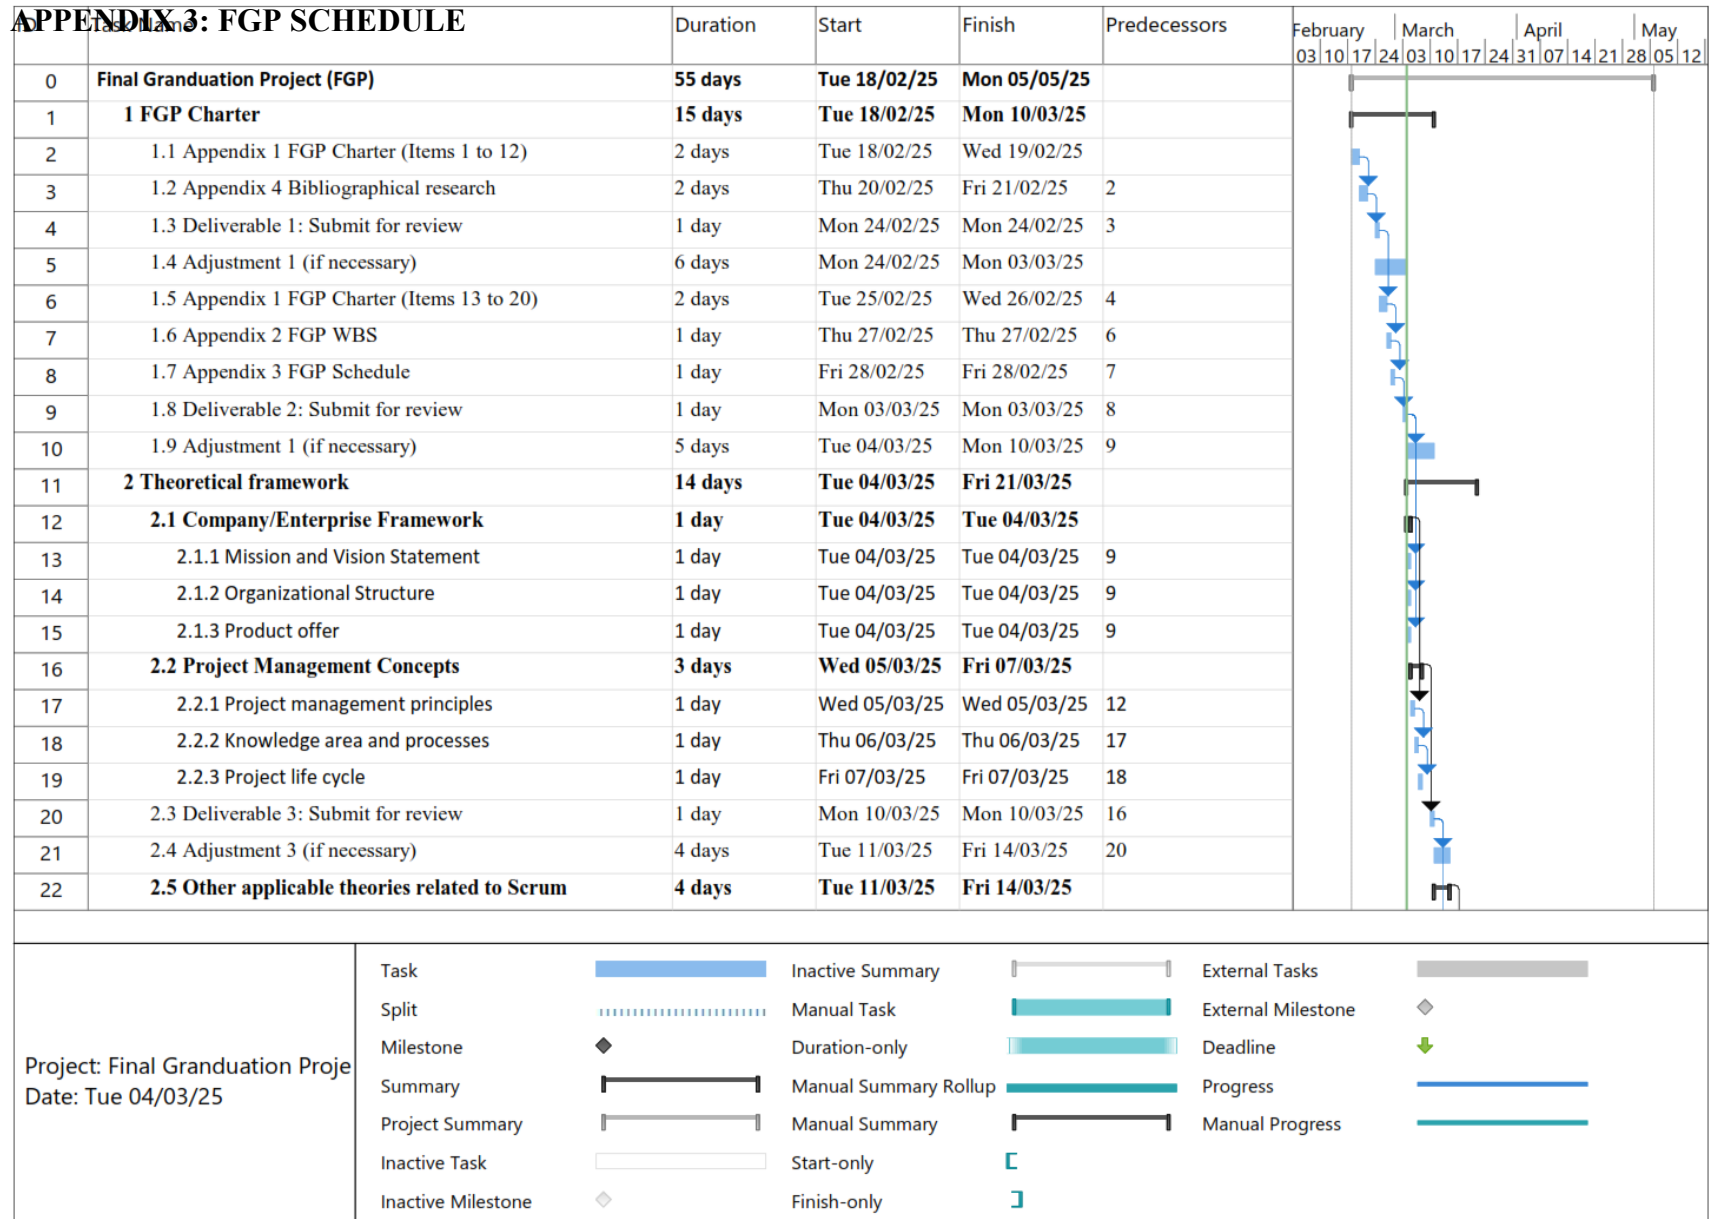 APPENDIX 3: FGP SCHEDULE
ID Task Name Duration Start Finish Predecessors February March April May
03 10 17 24 03 10 17 24 31 07 14 21 28 05 12
0 Final Granduation Project (FGP) 55 days Tue 18/02/25 Mon 05/05/25
1 1 FGP Charter 15 days Tue 18/02/25 Mon 10/03/25
2 1.1 Appendix 1 FGP Charter (Items 1 to 12) 2 days Tue 18/02/25 Wed 19/02/25
3 1.2 Appendix 4 Bibliographical research 2 days Thu 20/02/25 Fri 21/02/25 2
4 1.3 Deliverable 1: Submit for review 1 day Mon 24/02/25 Mon 24/02/25 3
5 1.4 Adjustment 1 (if necessary) 6 days Mon 24/02/25 Mon 03/03/25
6 1.5 Appendix 1 FGP Charter (Items 13 to 20) 2 days Tue 25/02/25 Wed 26/02/25 4
7 1.6 Appendix 2 FGP WBS 1 day Thu 27/02/25 Thu 27/02/25 6
8 1.7 Appendix 3 FGP Schedule 1 day Fri 28/02/25 Fri 28/02/25 7
9 1.8 Deliverable 2: Submit for review 1 day Mon 03/03/25 Mon 03/03/25 8
10 1.9 Adjustment 1 (if necessary) 5 days Tue 04/03/25 Mon 10/03/25 9
11 2 Theoretical framework 14 days Tue 04/03/25 Fri 21/03/25
12 2.1 Company/Enterprise Framework 1 day Tue 04/03/25 Tue 04/03/25
13 2.1.1 Mission and Vision Statement 1 day Tue 04/03/25 Tue 04/03/25 9
14 2.1.2 Organizational Structure 1 day Tue 04/03/25 Tue 04/03/25 9
15 2.1.3 Product offer 1 day Tue 04/03/25 Tue 04/03/25 9
16 2.2 Project Management Concepts 3 days Wed 05/03/25 Fri 07/03/25
17 2.2.1 Project management principles 1 day Wed 05/03/25 Wed 05/03/25 12
18 2.2.2 Knowledge area and processes 1 day Thu 06/03/25 Thu 06/03/25 17
19 2.2.3 Project life cycle 1 day Fri 07/03/25 Fri 07/03/25 18
20 2.3 Deliverable 3: Submit for review 1 day Mon 10/03/25 Mon 10/03/25 16
21 2.4 Adjustment 3 (if necessary) 4 days Tue 11/03/25 Fri 14/03/25 20
22 2.5 Other applicable theories related to Scrum 4 days Tue 11/03/25 Fri 14/03/25
Project: Final Granduation Proje
Date: Tue 04/03/25
Task
Split
Milestone
Summary
Project Summary
Inactive Task
Inactive Milestone
Inactive Summary
Manual Task
Duration-only
Manual Summary Rollup
Manual Summary
Start-only
Finish-only
External Tasks
External Milestone
Deadline
Progress
Manual Progress